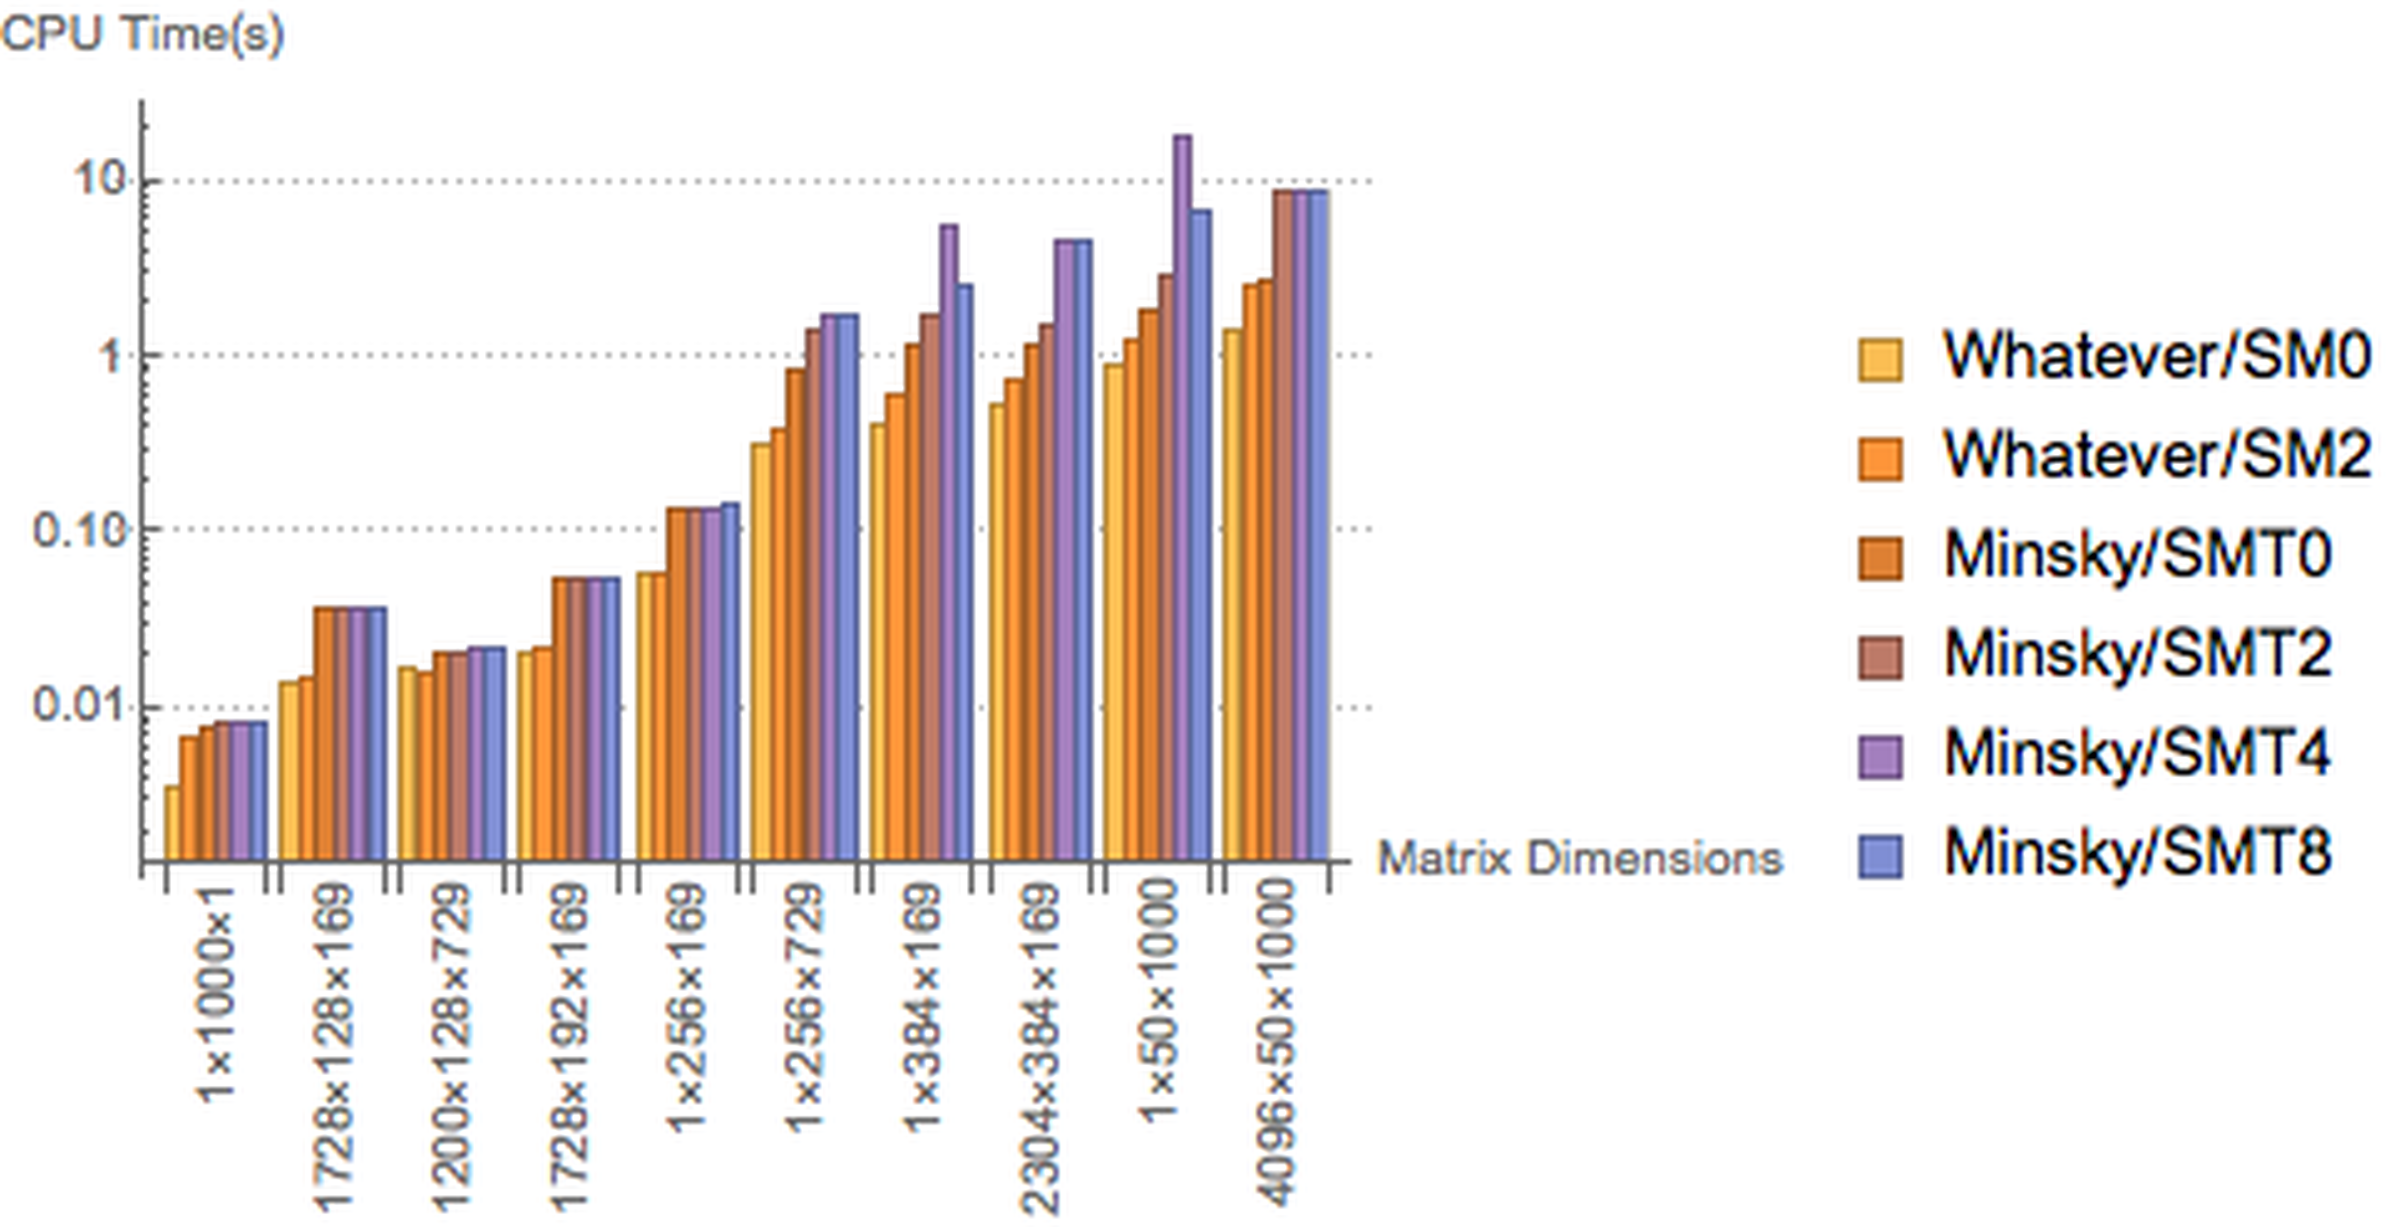 CPU Time(s)
10
1
0.10
0.01
1×1000×1
1728×128×169
1200×128×729
1728×192×169
1×256×169
1×256×729
1×384×169
2304×384×169
1×50×1000
4096×50×1000
Matrix Dimensions
Whatever/SM0
Whatever/SM2
Minsky/SMT0
Minsky/SMT2
Minsky/SMT4
Minsky/SMT8